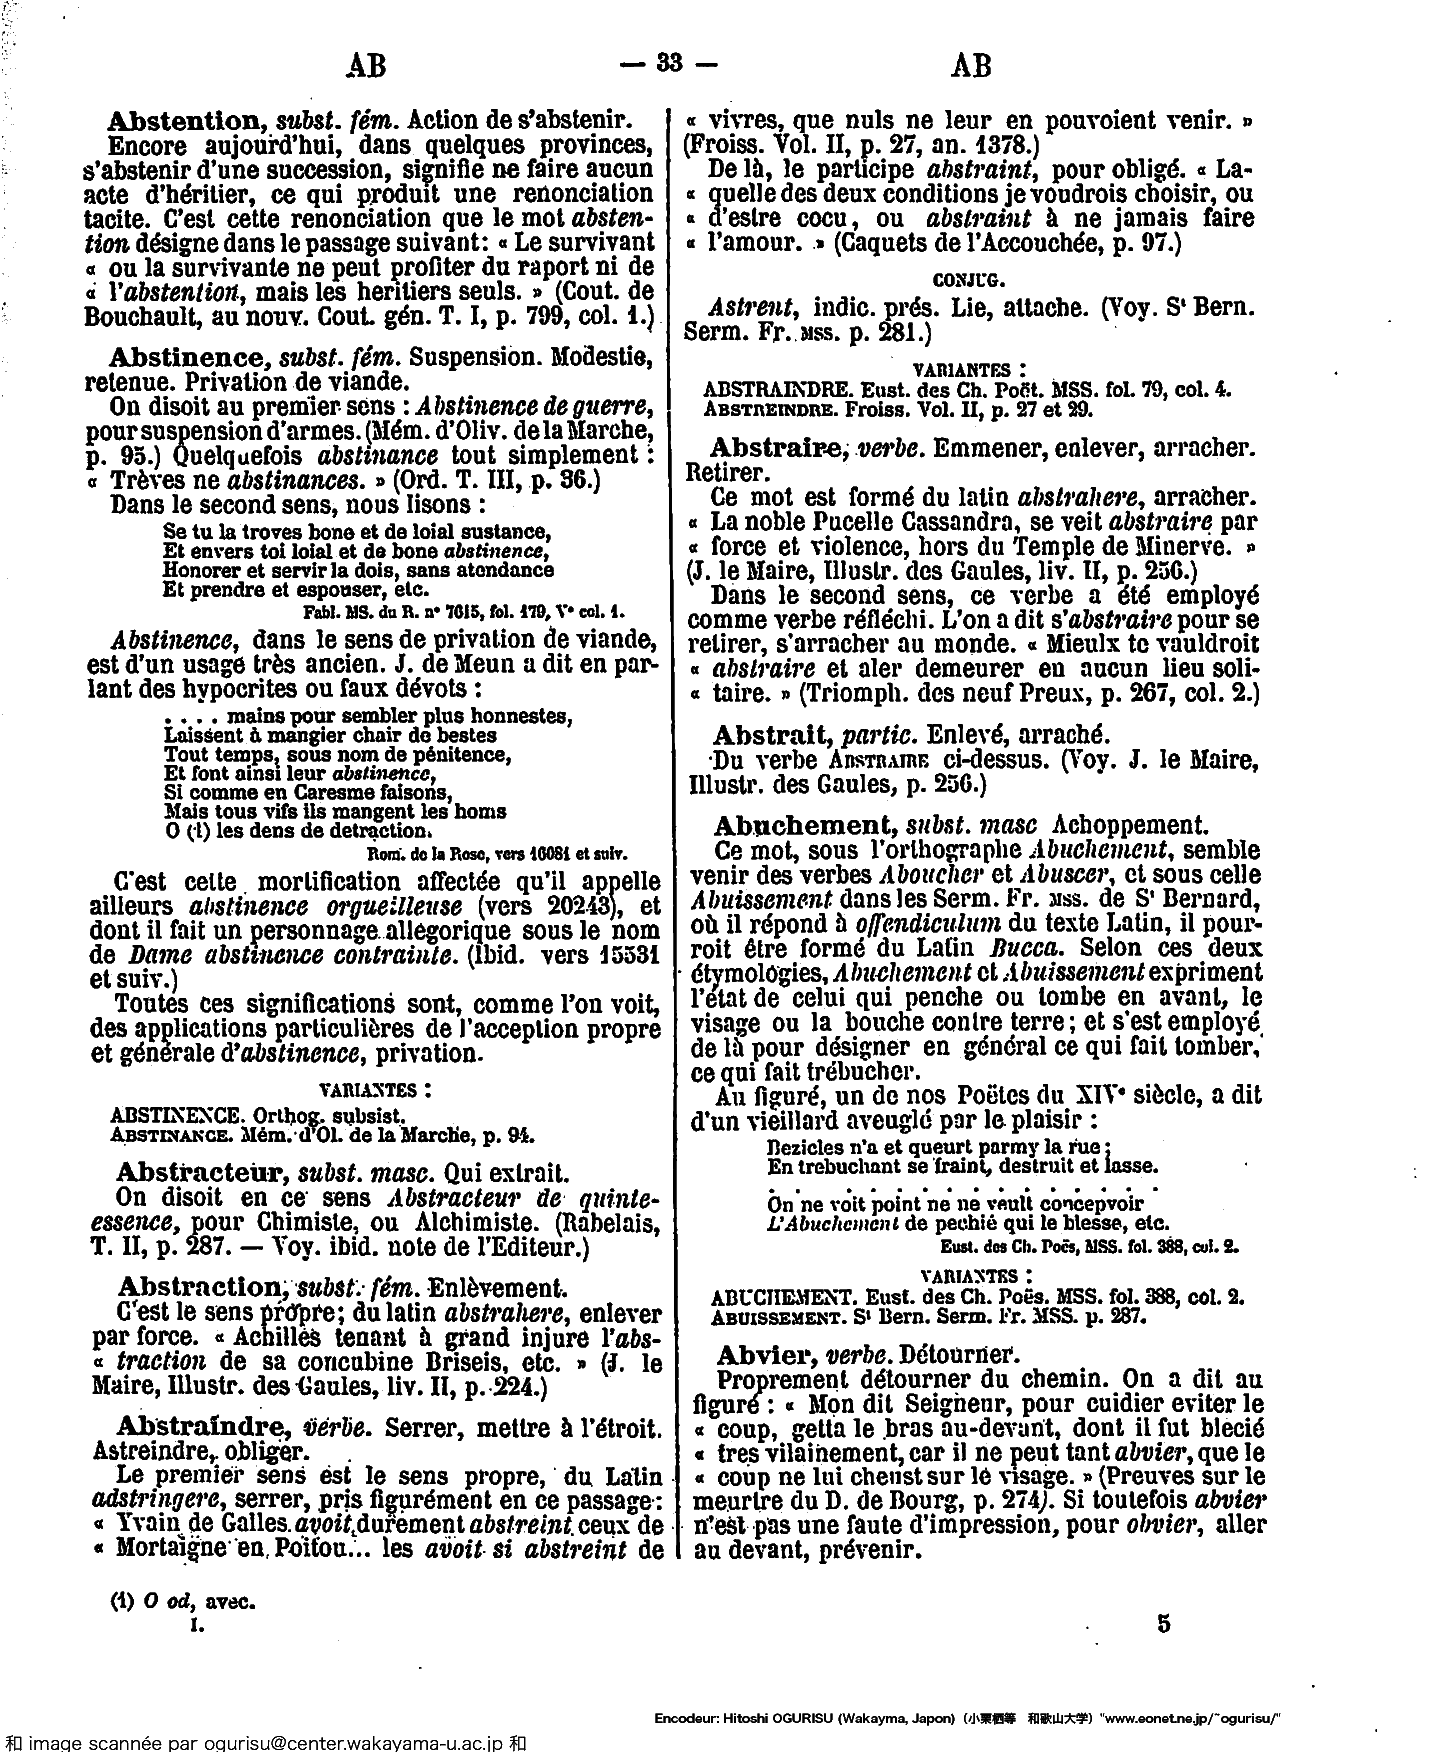 AB — 33 — AB
Abstention, subst. fém. Action de s'abstenir.
Encore aujourd'hui, dans quelques provinces,
s'abstenir d'une succession, signifie ne faire aucun
acte d'héritier, ce qui produit une renonciation
tacite. C'est cette renonciation que le mot absten-
tion désigne dans le passage suivant: « Le survivant
« ou la survivante ne peut profiter du raport ni de
« l'abstention, mais les heritiers seuls. » (Cout. de
Bouchault, au nouv. Cout. gén. T. I, p. 799, col. 1.)
Abstinence, subst. fém. Suspension. Modestie,
retenue. Privation de viande.
On disoit au premier sens : Abstinence de guerre,
pour suspension d'armes. (Mém. d'Oliv. de la Marche,
p. 95.) Quelquefois abstinance tout simplement :
« Trèves ne abstinances. » (Ord. T. III, p. 36.)
Dans le second sens, nous lisons :
Se tu la troves bone et de loial sustance,
Et envers toi loial et de bone abstinence,
Honorer et servir la dois, sans atendance
Et prendre et espouser, etc.
Fabl. MS. du R. n° 7615, fol. 179, V° col. 1.
Abstinence, dans le sens de privation de viande,
est d'un usage très ancien. J. de Meun a dit en par-
lant des hypocrites ou faux dévots :
. . . . mains pour sembler plus honnestes,
Laissent à mangier chair de bestes
Tout temps, sous nom de pénitence,
Et font ainsi leur abstinence,
Si comme en Caresme faisons,
Mais tous vifs ils mangent les homs
O (1) les dens de detraction.
Rom. de la Rose, vers 16081 et suiv.
C'est cette mortification affectée qu'il appelle
ailleurs abstinence orgueilleuse (vers 20243), et
dont il fait un personnage allégorique sous le nom
de Dame abstinence contrainte. (Ibid. vers 15531
et suiv.)
Toutes ces significations sont, comme l'on voit,
des applications particulières de l'acception propre
et générale d'abstinence, privation.
VARIANTES :
ABSTINENCE. Orthog. subsist.
ABSTINANCE. Mém. d'Ol. de la Marche, p. 94.
Abstracteur, subst. masc. Qui extrait.
On disoit en ce sens Abstracteur de quinte-
essence, pour Chimiste, ou Alchimiste. (Rabelais,
T. II, p. 287. — Voy. ibid. note de l'Editeur.)
Abstraction, subst. fém. Enlèvement.
C'est le sens propre; du latin abstrahere, enlever
par force. « Achilles tenant à grand injure l'abs-
« traction de sa concubine Briseis, etc. » (J. le
Maire, Illustr. des Gaules, liv. II, p. 224.)
Abstraindre, verbe. Serrer, mettre à l'étroit.
Astreindre, obliger.
Le premier sens est le sens propre, du Latin
adstringere, serrer, pris figurément en ce passage:
« Yvain de Galles avoit durement abstreint ceux de
« Mortaigne en Poitou... les avoit si abstreint de
(1) O od, avec.
I.
« vivres, que nuls ne leur en pouvoient venir. »
(Froiss. Vol. II, p. 27, an. 1378.)
De là, le participe abstraint, pour obligé. « La-
« quelle des deux conditions je voudrois choisir, ou
« d'estre cocu, ou abstraint à ne jamais faire
« l'amour. » (Caquets de l'Accouchée, p. 97.)
CONJUG.
Astrent, indic. prés. Lie, attache. (Voy. St Bern.
Serm. Fr. MSS. p. 281.)
VARIANTES :
ABSTRAINDRE. Eust. des Ch. Poët. MSS. fol. 79, col. 4.
ABSTREINDRE. Froiss. Vol. II, p. 27 et 29.
Abstraire, verbe. Emmener, enlever, arracher.
Retirer.
Ce mot est formé du latin abstrahere, arracher.
« La noble Pucelle Cassandra, se veit abstraire par
« force et violence, hors du Temple de Minerve. »
(J. le Maire, Illustr. des Gaules, liv. II, p. 256.)
Dans le second sens, ce verbe a été employé
comme verbe réfléchi. L'on a dit s'abstraire pour se
retirer, s'arracher au monde. « Mieulx te vauldroit
« abstraire et aler demeurer en aucun lieu soli-
« taire. » (Triomph. des neuf Preux, p. 267, col. 2.)
Abstrait, partic. Enlevé, arraché.
Du verbe ABSTRAIRE ci-dessus. (Voy. J. le Maire,
Illustr. des Gaules, p. 256.)
Abuchement, subst. masc Achoppement.
Ce mot, sous l'orthographe Abuchement, semble
venir des verbes Aboucher et Abuscer, et sous celle
Abuissement dans les Serm. Fr. MSS. de St Bernard,
où il répond à offendiculum du texte Latin, il pour-
roit être formé du Latin Bucca. Selon ces deux
étymologies, Abuchement et Abuissement expriment
l'état de celui qui penche ou tombe en avant, le
visage ou la bouche contre terre; et s'est employé
de là pour désigner en général ce qui fait tomber,
ce qui fait trébucher.
Au figuré, un de nos Poëtes du XIVe siècle, a dit
d'un vieillard aveuglé par le plaisir :
Bezicles n'a et queurt parmy la rue;
En trebuchant se fraint, destruit et lasse.
. . . . . . . . . . . . . . . .
On ne voit point ne ne veult concepvoir
L'Abuchement de pechié qui le blesse, etc.
Eust. des Ch. Poës, MSS. fol. 388, col. 2.
VARIANTES :
ABUCHEMENT. Eust. des Ch. Poës. MSS. fol. 388, col. 2.
ABUISSEMENT. St Bern. Serm. Fr. MSS. p. 287.
Abvier, verbe. Détourner.
Proprement détourner du chemin. On a dit au
figuré : « Mon dit Seigneur, pour cuidier eviter le
« coup, getta le bras au-devant, dont il fut blecié
« tres vilainement, car il ne peut tant abvier, que le
« coup ne lui cheust sur le visage. » (Preuves sur le
meurtre du D. de Bourg, p. 274). Si toutefois abvier
n'est pas une faute d'impression, pour obvier, aller
au devant, prévenir.
5
Encodeur: Hitoshi OGURISU (Wakayma, Japon) (小栗栖等 和歌山大学) "www.eonet.ne.jp/~ogurisu/"
和 image scannée par ogurisu@center.wakayama-u.ac.jp 和